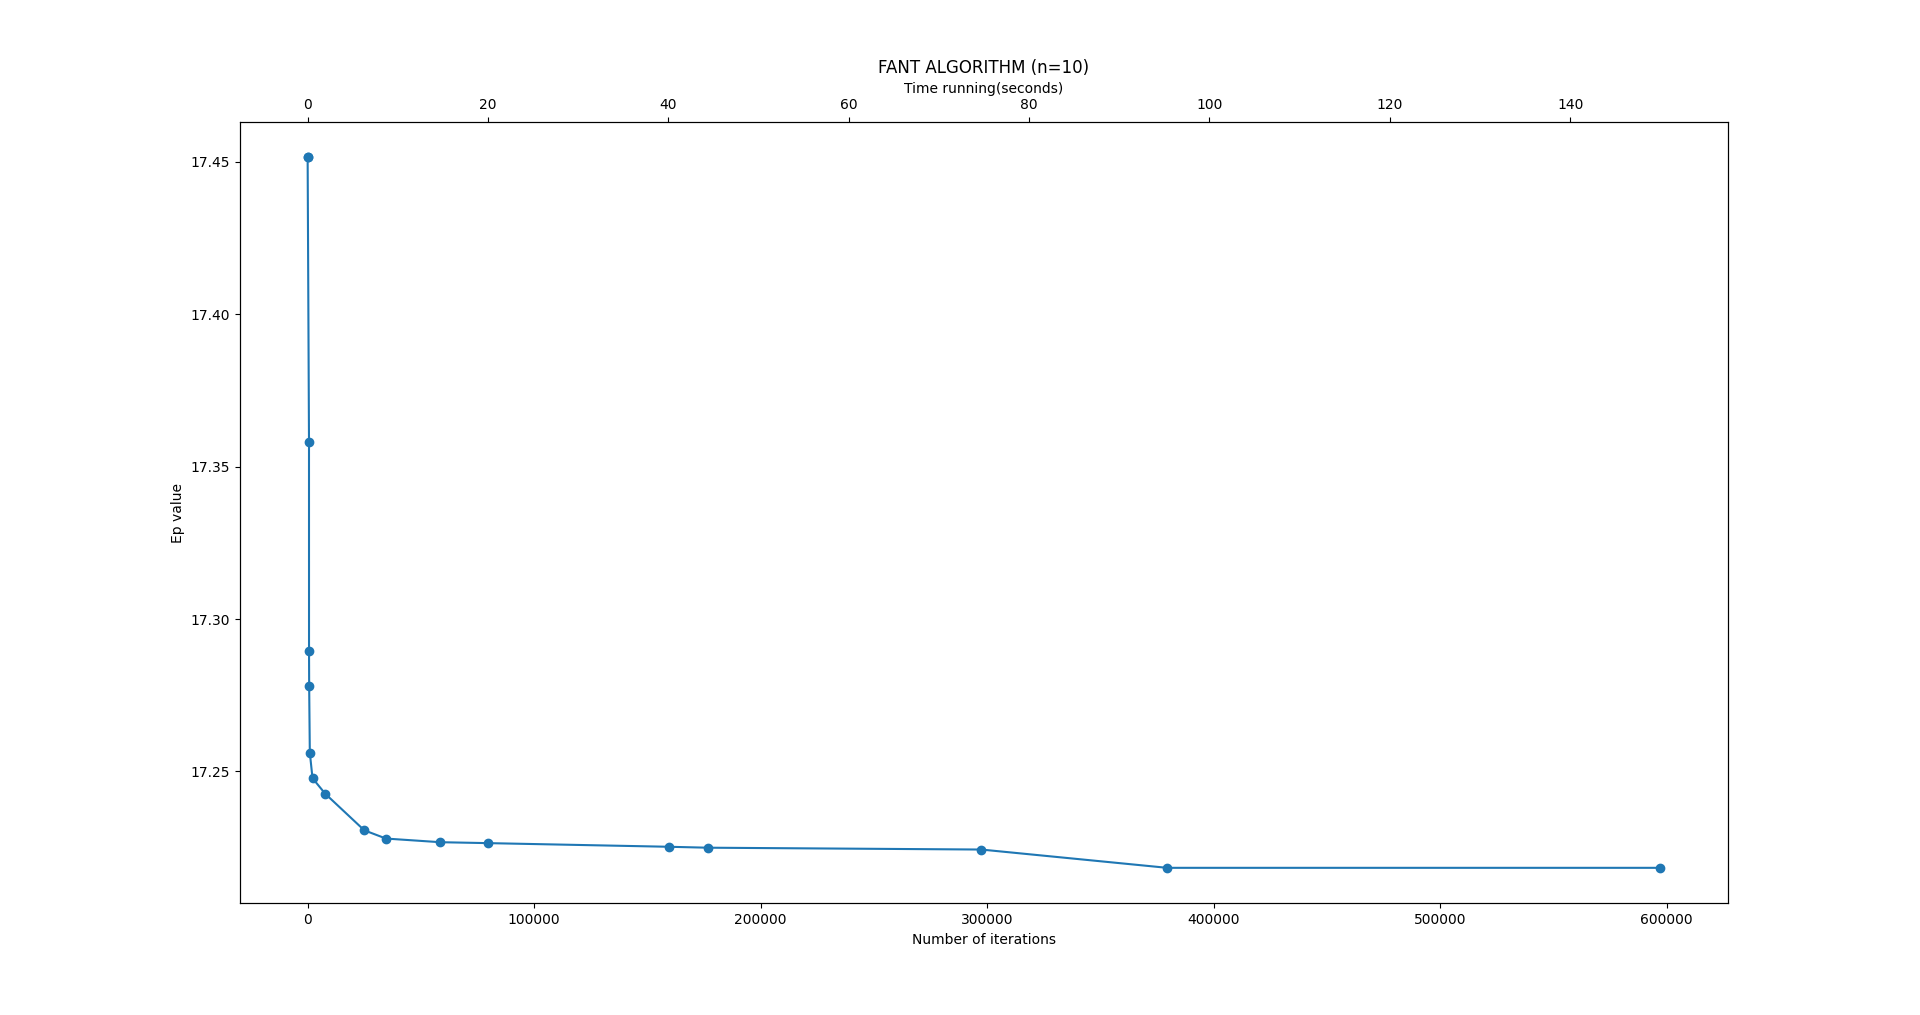 FANT ALGORITHM (n=10)
Time running(seconds)
0 20 40 60 80 100 120 140
17.45
17.40
17.35
17.30
17.25
Ep value
0 100000 200000 300000 400000 500000 600000
Number of iterations